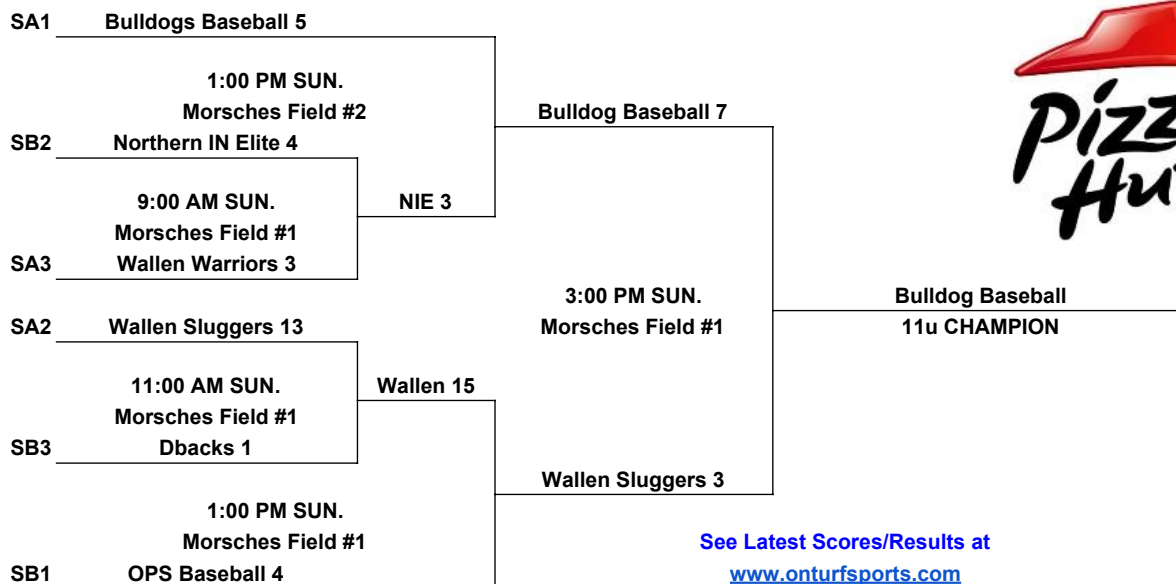 SA1 Bulldogs Baseball 5
1:00 PM SUN.
Morsches Field #2
Bulldog Baseball 7
SB2 Northern IN Elite 4
9:00 AM SUN.
NIE 3
Morsches Field #1
SA3 Wallen Warriors 3
3:00 PM SUN.
Bulldog Baseball
SA2 Wallen Sluggers 13
Morsches Field #1
11u CHAMPION
11:00 AM SUN.
Wallen 15
Morsches Field #1
SB3 Dbacks 1
Wallen Sluggers 3
1:00 PM SUN.
Morsches Field #1
See Latest Scores/Results at
SB1 OPS Baseball 4
www.onturfsports.com